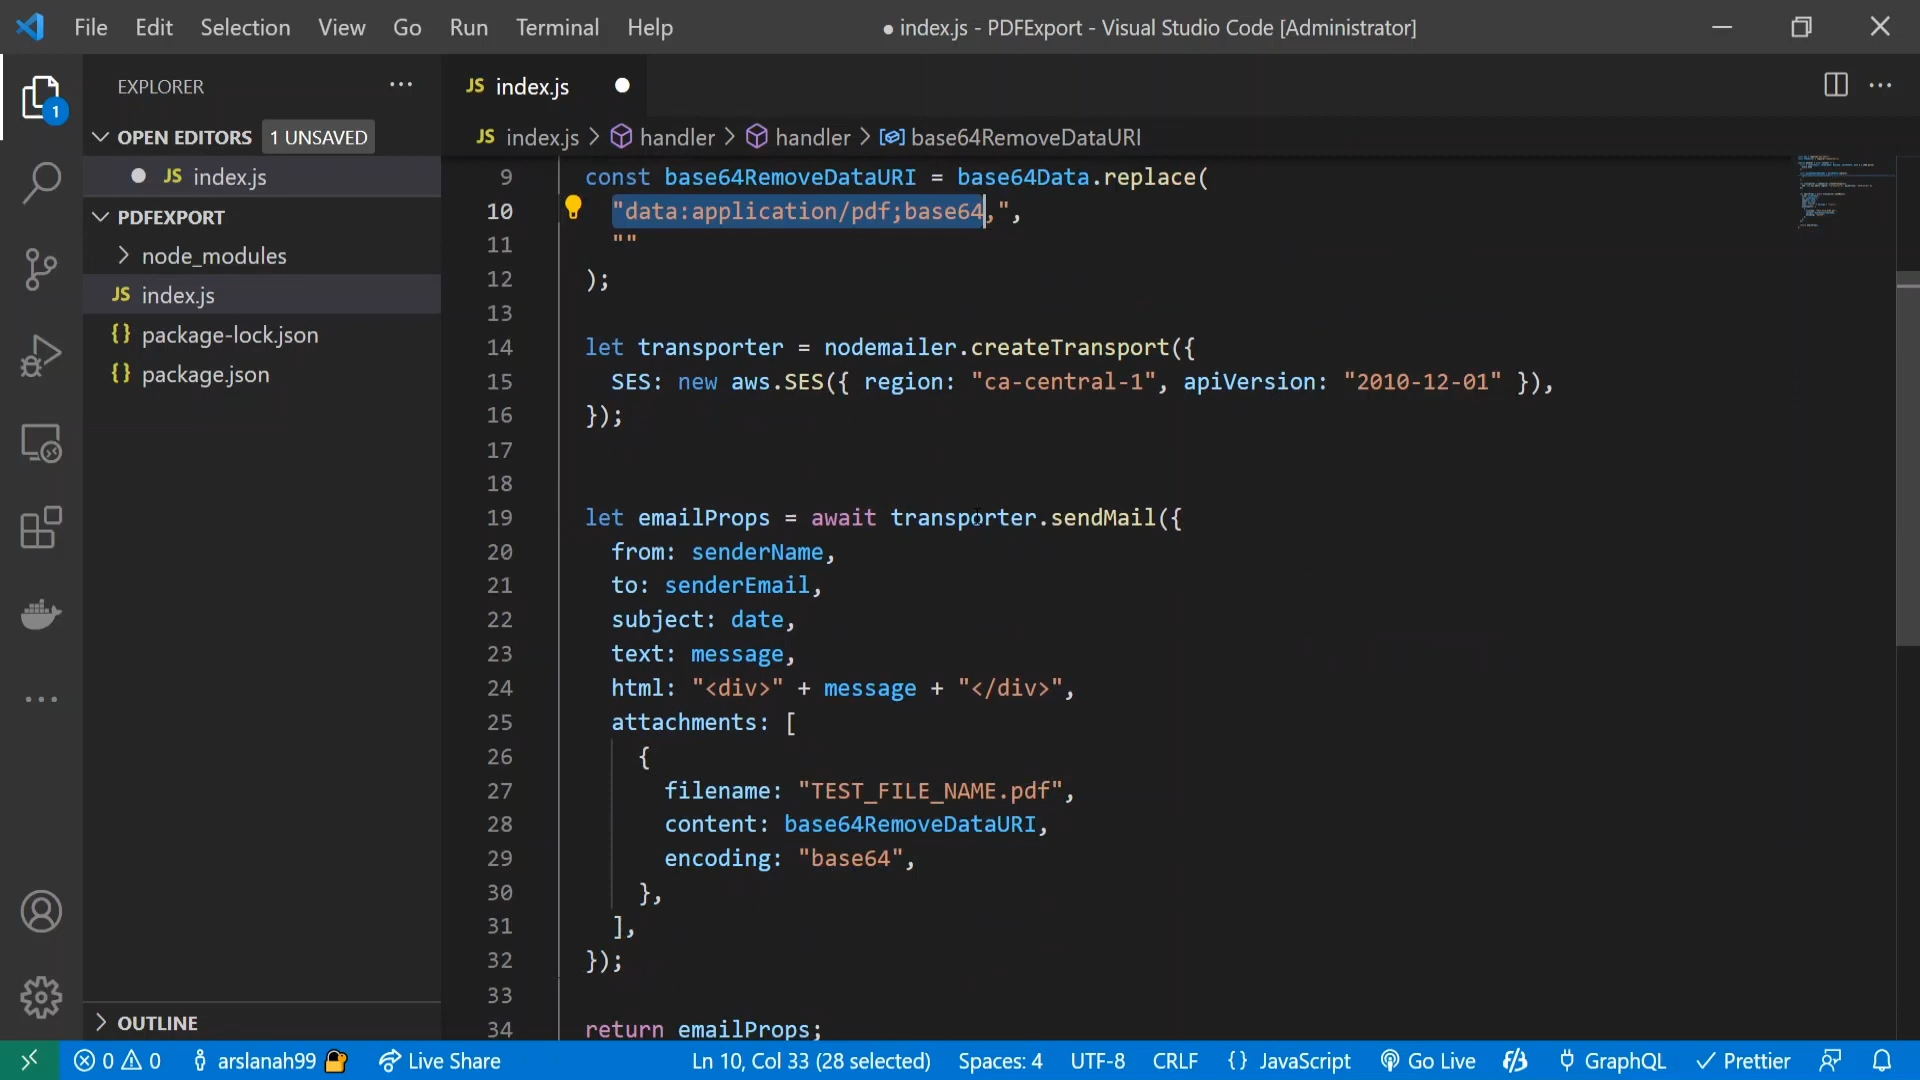 File Edit Selection View Go Run Terminal Help
● index.js - PDFExport - Visual Studio Code [Administrator]
EXPLORER
OPEN EDITORS 1 UNSAVED
JS index.js
PDFEXPORT
node_modules
JS index.js
{} package-lock.json
{} package.json
OUTLINE
1
JS index.js
JS index.js > handler > handler > base64RemoveDataURI
9 const base64RemoveDataURI = base64Data.replace(
10 "data:application/pdf;base64,",
11 ""
12 );
13
14 let transporter = nodemailer.createTransport({
15 SES: new aws.SES({ region: "ca-central-1", apiVersion: "2010-12-01" }),
16 });
17
18
19 let emailProps = await transporter.sendMail({
20 from: senderName,
21 to: senderEmail,
22 subject: date,
23 text: message,
24 html: "<div>" + message + "</div>",
25 attachments: [
26 {
27 filename: "TEST_FILE_NAME.pdf",
28 content: base64RemoveDataURI,
29 encoding: "base64",
30 },
31 ],
32 });
33
34 return emailProps;
0 0 arslanah99 Live Share Ln 10, Col 33 (28 selected) Spaces: 4 UTF-8 CRLF {} JavaScript Go Live GraphQL Prettier